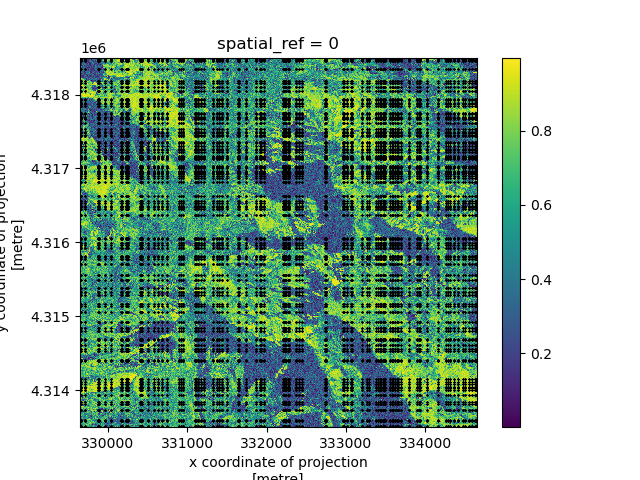 spatial_ref = 0
1e6
4.318
4.317
4.316
4.315
4.314
y coordinate of projection
[metre]
330000 331000 332000 333000 334000
x coordinate of projection
[metre]
0.8
0.6
0.4
0.2